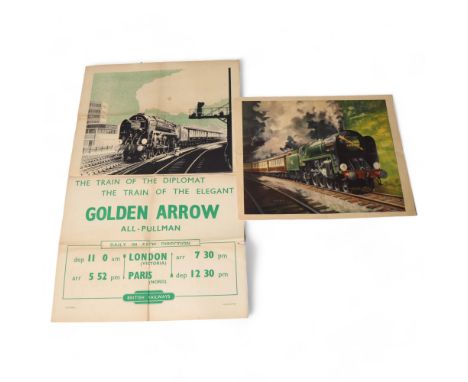 THE TRAIN OF THE DIPLOMAT
THE TRAIN OF THE ELEGANT
GOLDEN ARROW
ALL-PULLMAN
DAILY IN EACH DIRECTION
dep 11 0 am LONDON (VICTORIA) arr 7 30 pm
arr 5 52 pm PARIS (NORD) dep 12 30 pm
BRITISH RAILWAYS